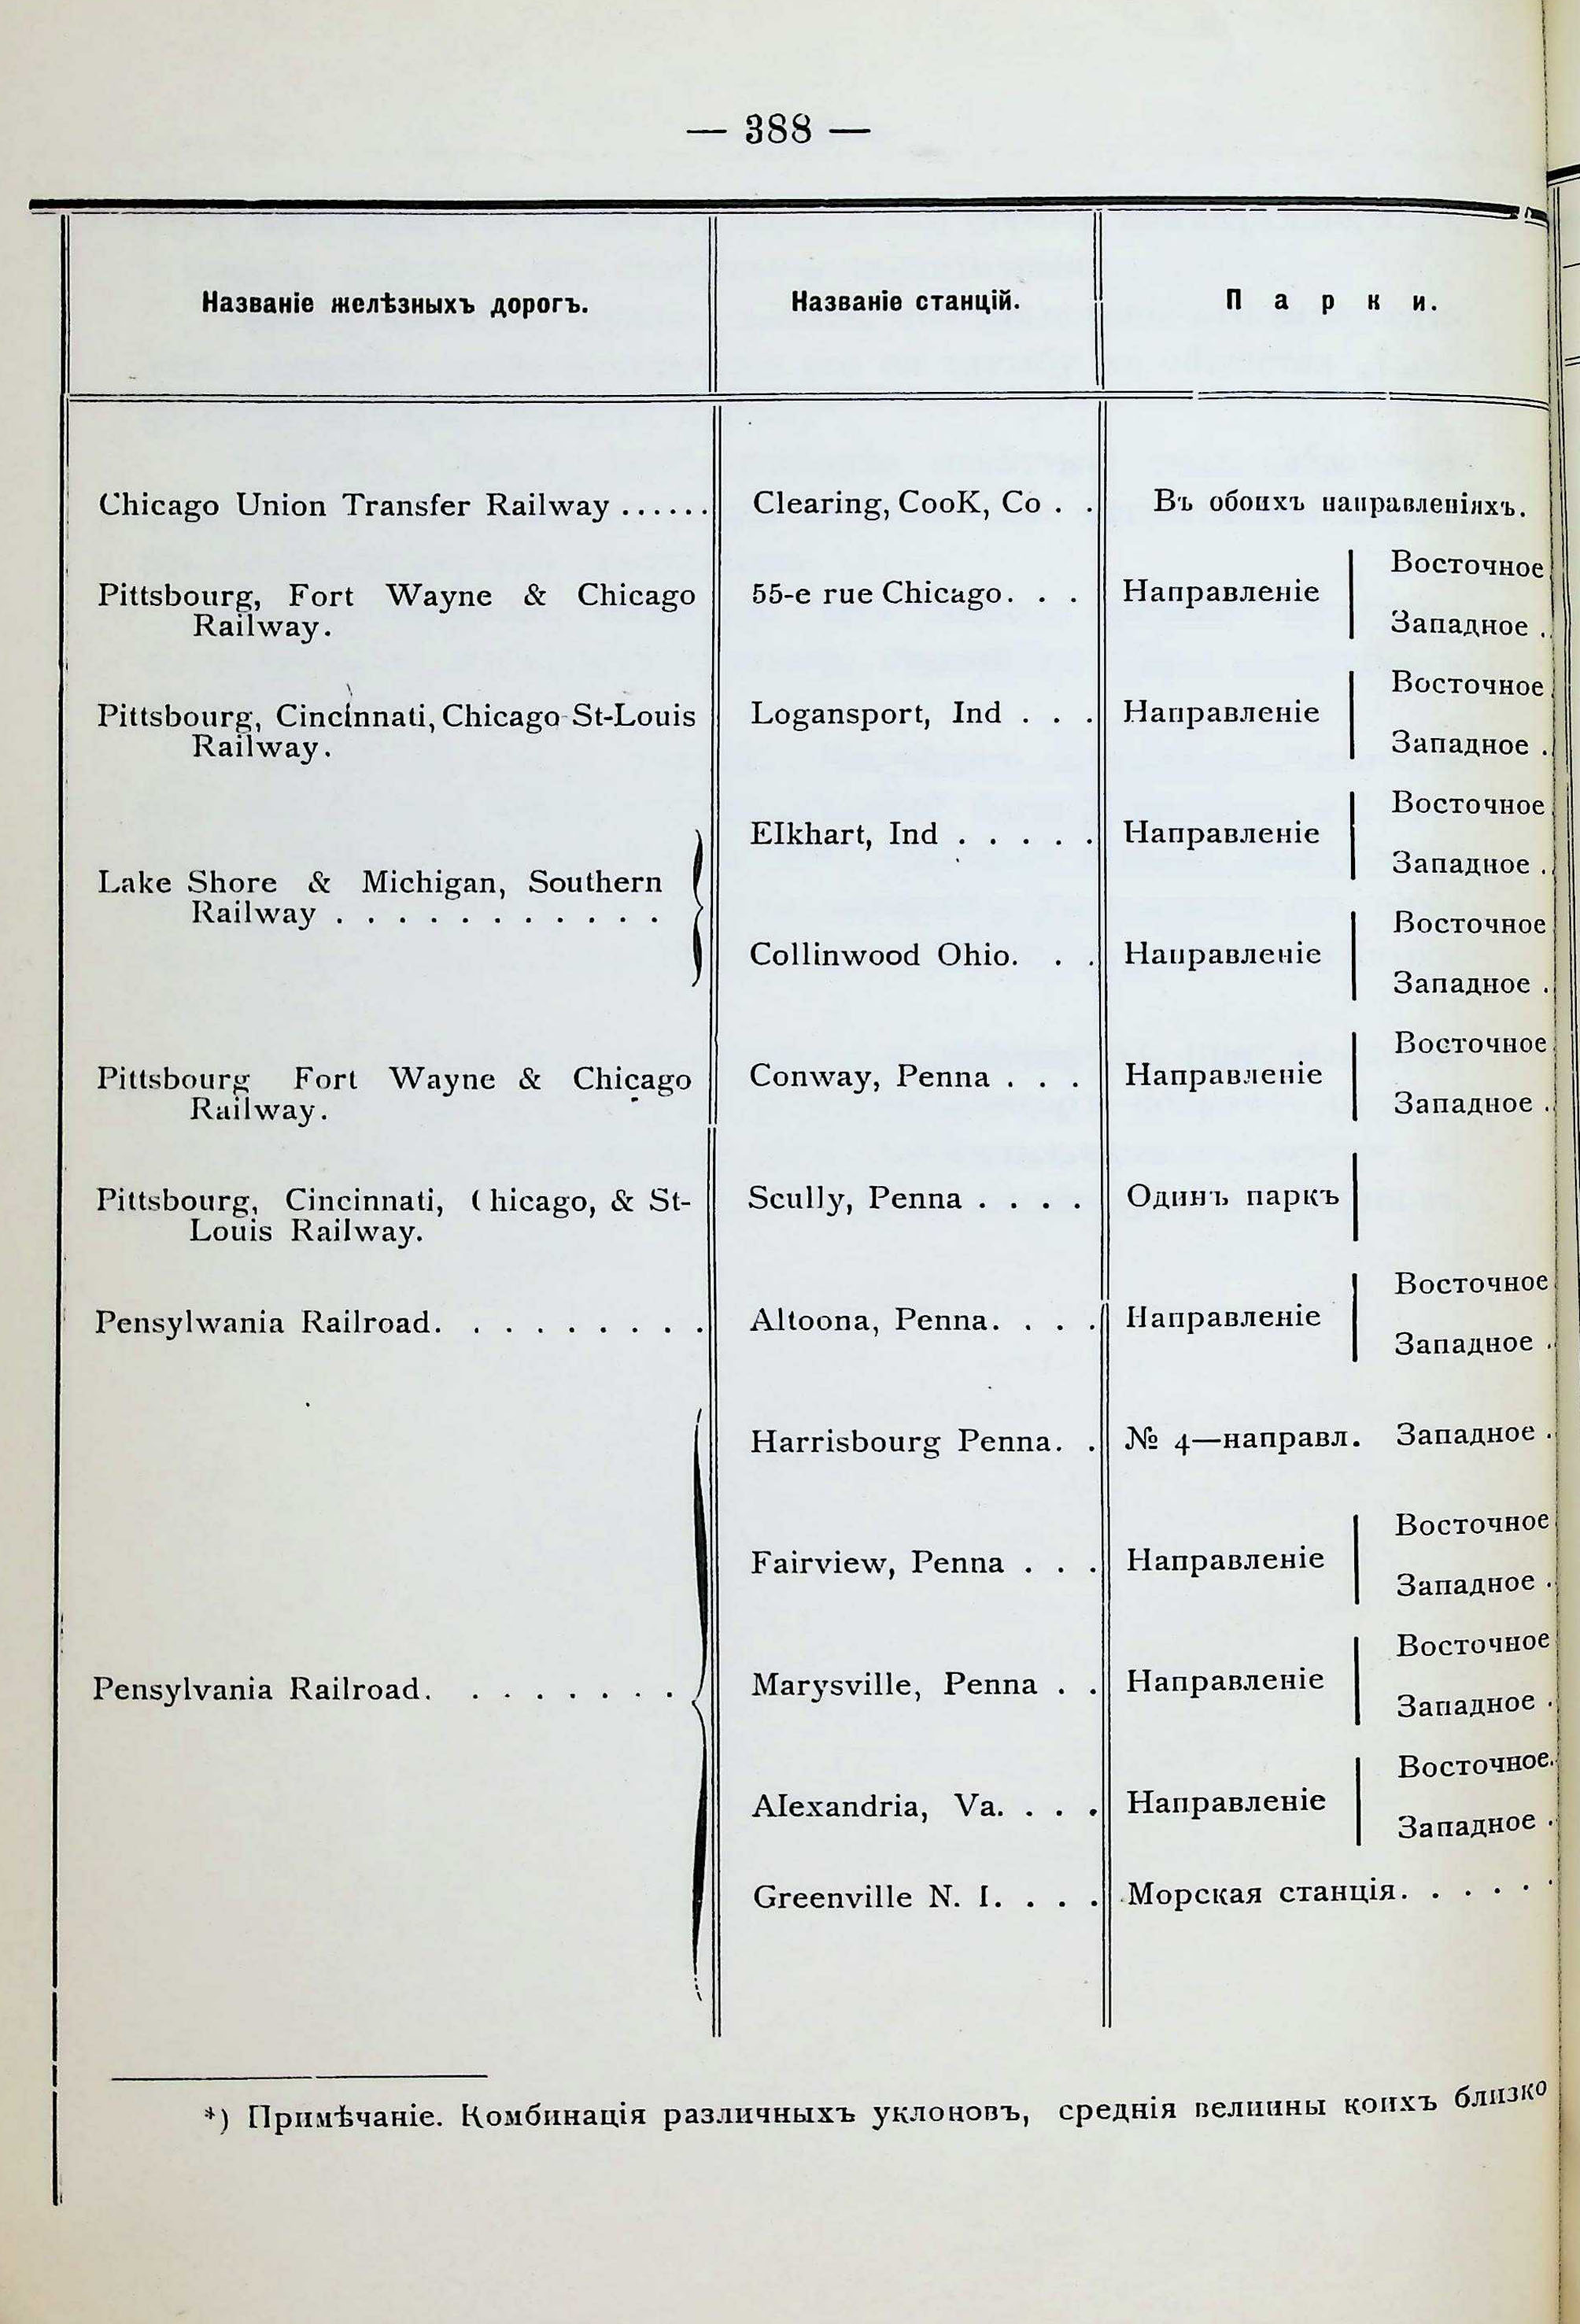 — 388 —
Названіе желѣзныхъ дорогъ. Названіе станцій. Парки.
Chicago Union Transfer Railway ...... Clearing, CooK, Co . . Въ обоихъ направленіяхъ.
Восточное
Pittsbourg, Fort Wayne & Chicago 55-e rue Chicago. . . Направленіе
Railway. Западное .
Восточное
Pittsbourg, Cincinnati, Chicago-St-Louis Logansport, Ind . . . Направленіе
Railway. Западное .
Восточное
Elkhart, Ind . . . . . Направленіе
Западное .
Lake Shore & Michigan, Southern
Railway . . . . . . . . . . .
Восточное
Collinwood Ohio. . . Направленіе
Западное .
Восточное
Pittsbourg Fort Wayne & Chicago Conway, Penna . . . Направленіе
Railway. Западное .
Pittsbourg, Cincinnati, Chicago, & St- Scully, Penna . . . . Одинъ паркъ
Louis Railway.
Восточное
Pensylwania Railroad. . . . . . . . . Altoona, Penna. . . . Направленіе
Западное .
Harrisbourg Penna. . № 4—направл. Западное .
Восточное
Fairview, Penna . . . Направленіе
Западное .
Восточное
Pensylvania Railroad. . . . . . . . Marysville, Penna . . Направленіе
Западное .
Восточное.
Alexandria, Va. . . . Направленіе
Западное .
Greenville N. I. . . . Морская станція. . . . . .
*) Примѣчаніе. Комбинація различныхъ уклоновъ, среднія велиины коихъ близко